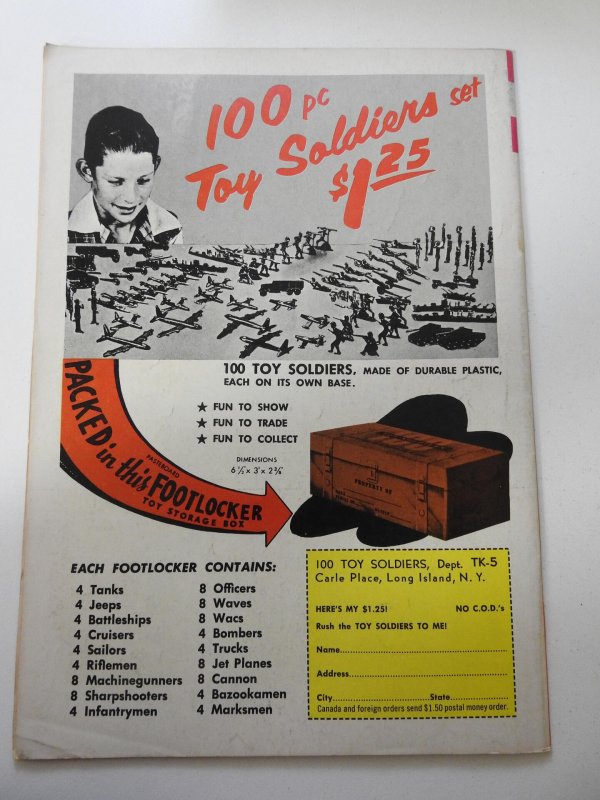 100 pc
Toy Soldiers set
$1.25
100 TOY SOLDIERS, MADE OF DURABLE PLASTIC,
EACH ON ITS OWN BASE.
★ FUN TO SHOW
★ FUN TO TRADE
★ FUN TO COLLECT
DIMENSIONS
PACKED in this
PASTEBOARD
FOOTLOCKER
TOY STORAGE BOX
PROPERTY OF
EACH FOOTLOCKER CONTAINS:
4 Tanks
4 Jeeps
4 Battleships
4 Cruisers
4 Sailors
4 Riflemen
8 Machinegunners
8 Sharpshooters
4 Infantrymen
8 Officers
8 Waves
8 Wacs
4 Bombers
4 Trucks
8 Jet Planes
8 Cannon
4 Bazookamen
4 Marksmen
100 TOY SOLDIERS, Dept. TK-5
Carle Place, Long Island, N. Y.
HERE'S MY $1.25! NO C.O.D.'s
Rush the TOY SOLDIERS TO ME!
Name
Address
City State
Canada and foreign orders send $1.50 postal money order.